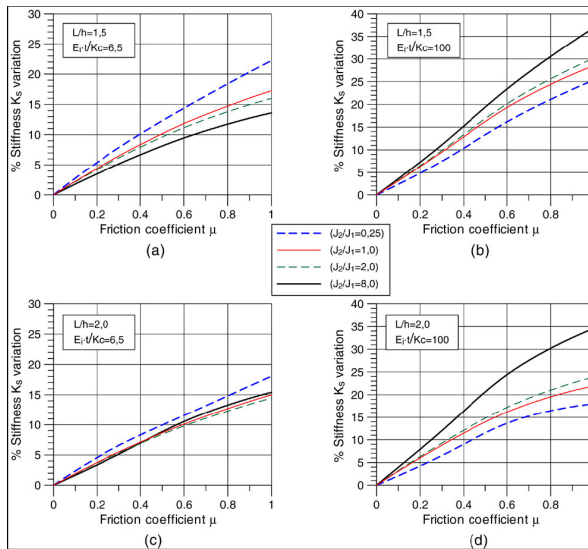 30
25
20
15
10
5
0
% Stiffness Ks variation
L/h=1,5
Ei·t/Kc=6,5
0 0.2 0.4 0.6 0.8 1
Friction coefficient μ
(a)
40
35
30
25
20
15
10
5
0
% Stiffness Ks variation
L/h=1,5
Ei·t/Kc=100
0 0.2 0.4 0.6 0.8
Friction coefficient μ
(b)
(J2/J1=0,25)
(J2/J1=1,0)
(J2/J1=2,0)
(J2/J1=8,0)
30
25
20
15
10
5
0
% Stiffness Ks variation
L/h=2,0
Ei·t/Kc=6,5
0 0.2 0.4 0.6 0.8 1
Friction coefficient μ
(c)
40
35
30
25
20
15
10
5
0
% Stiffness Ks variation
L/h=2,0
Ei·t/Kc=100
0 0.2 0.4 0.6 0.8
Friction coefficient μ
(d)